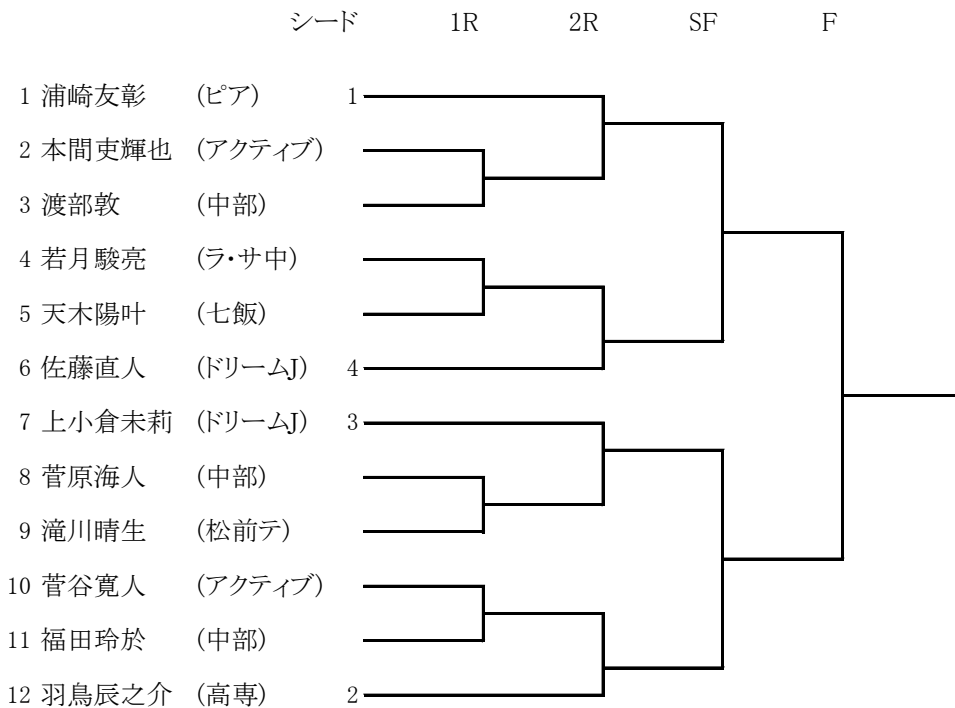 シード 1R 2R SF F
1 浦崎友彰 (ピア) 1
2 本間吏輝也 (アクティブ)
3 渡部敦 (中部)
4 若月駿亮 (ラ・サ中)
5 天木陽叶 (七飯)
6 佐藤直人 (ドリームJ) 4
7 上小倉未莉 (ドリームJ) 3
8 菅原海人 (中部)
9 滝川晴生 (松前テ)
10 菅谷寛人 (アクティブ)
11 福田玲於 (中部)
12 羽鳥辰之介 (高専) 2